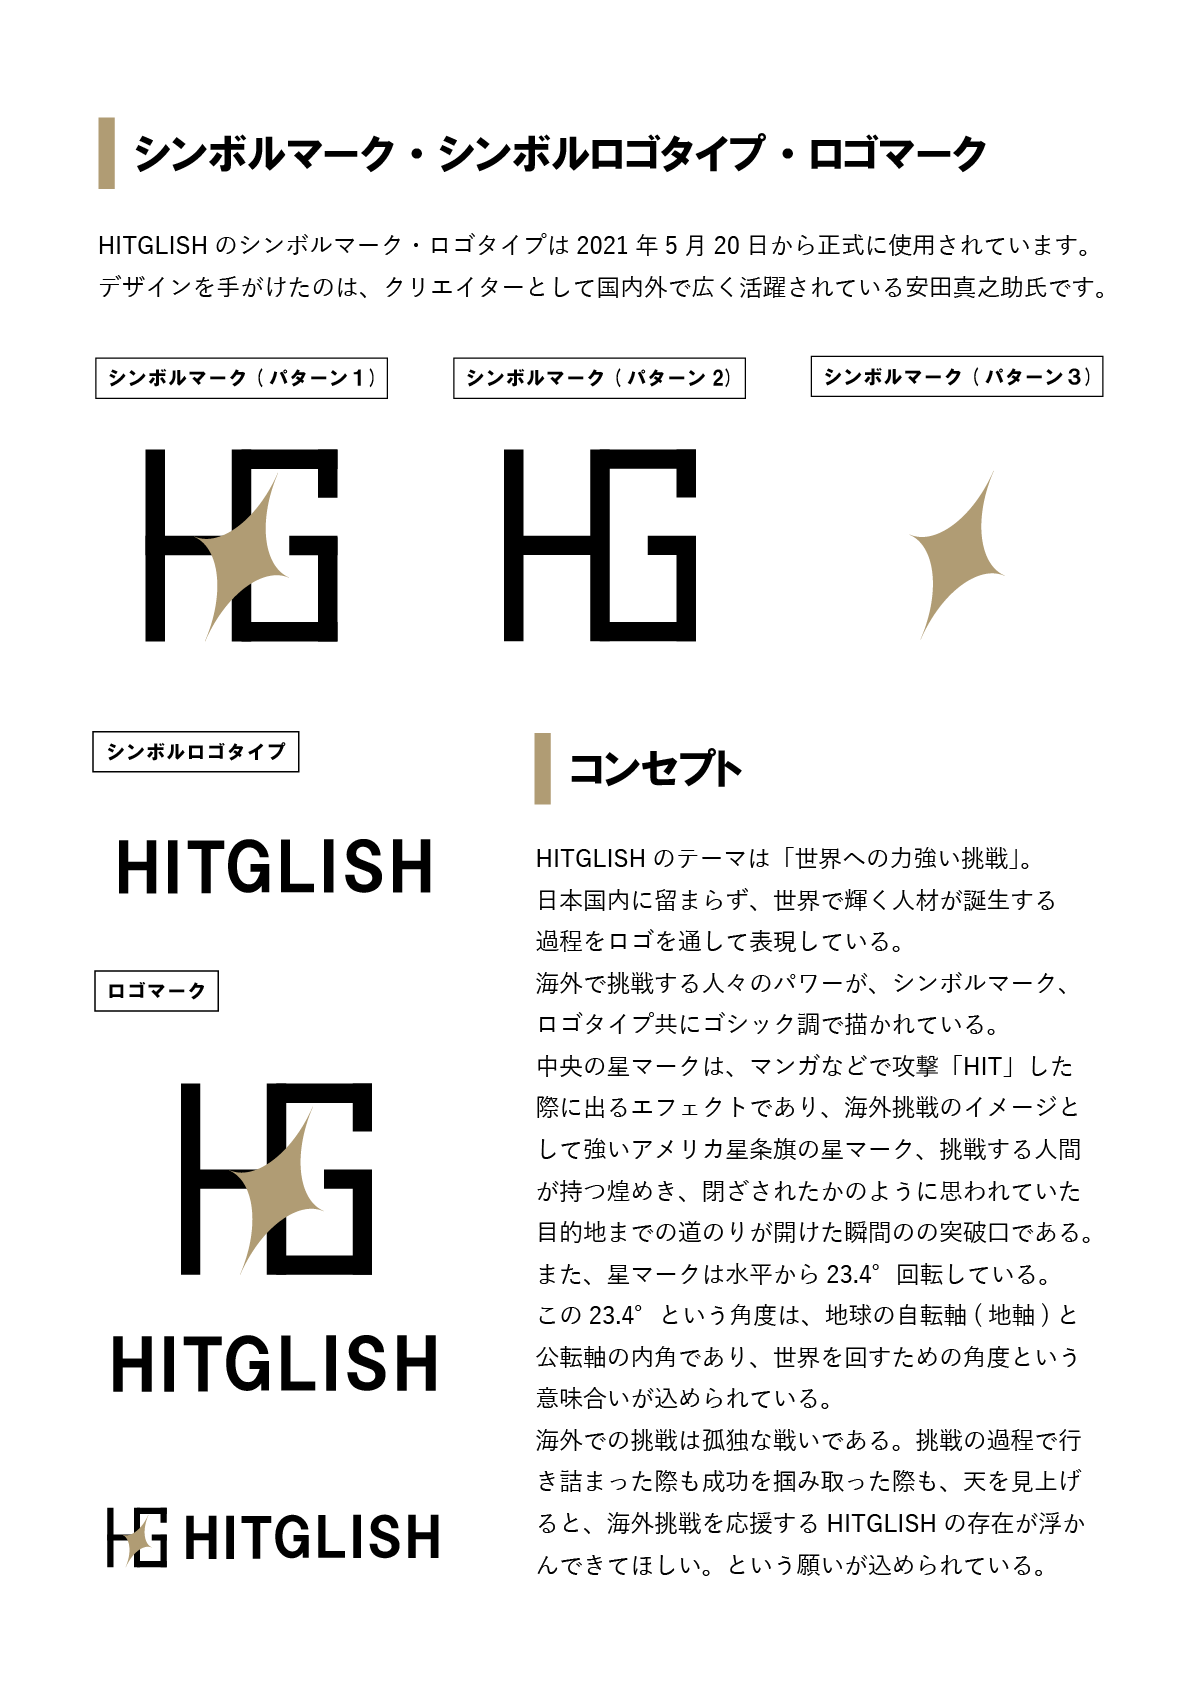 シンボルマーク・シンボルロゴタイプ・ロゴマーク
HITGLISH のシンボルマーク・ロゴタイプは 2021 年 5 月 20 日から正式に使用されています。
デザインを手がけたのは、クリエイターとして国内外で広く活躍されている安田真之助氏です。
シンボルマーク ( パターン 1 )
シンボルマーク ( パターン 2)
シンボルマーク ( パターン 3 )
HG
HG
シンボルロゴタイプ
HITGLISH
ロゴマーク
HG
HITGLISH
HG HITGLISH
コンセプト
HITGLISH のテーマは「世界への力強い挑戦」。
日本国内に留まらず、世界で輝く人材が誕生する
過程をロゴを通して表現している。
海外で挑戦する人々のパワーが、シンボルマーク、
ロゴタイプ共にゴシック調で描かれている。
中央の星マークは、マンガなどで攻撃「HIT」した
際に出るエフェクトであり、海外挑戦のイメージと
して強いアメリカ星条旗の星マーク、挑戦する人間
が持つ煌めき、閉ざされたかのように思われていた
目的地までの道のりが開けた瞬間のの突破口である。
また、星マークは水平から 23.4°回転している。
この 23.4°という角度は、地球の自転軸 ( 地軸 ) と
公転軸の内角であり、世界を回すための角度という
意味合いが込められている。
海外での挑戦は孤独な戦いである。挑戦の過程で行
き詰まった際も成功を掴み取った際も、天を見上げ
ると、海外挑戦を応援する HITGLISH の存在が浮か
んできてほしい。という願いが込められている。